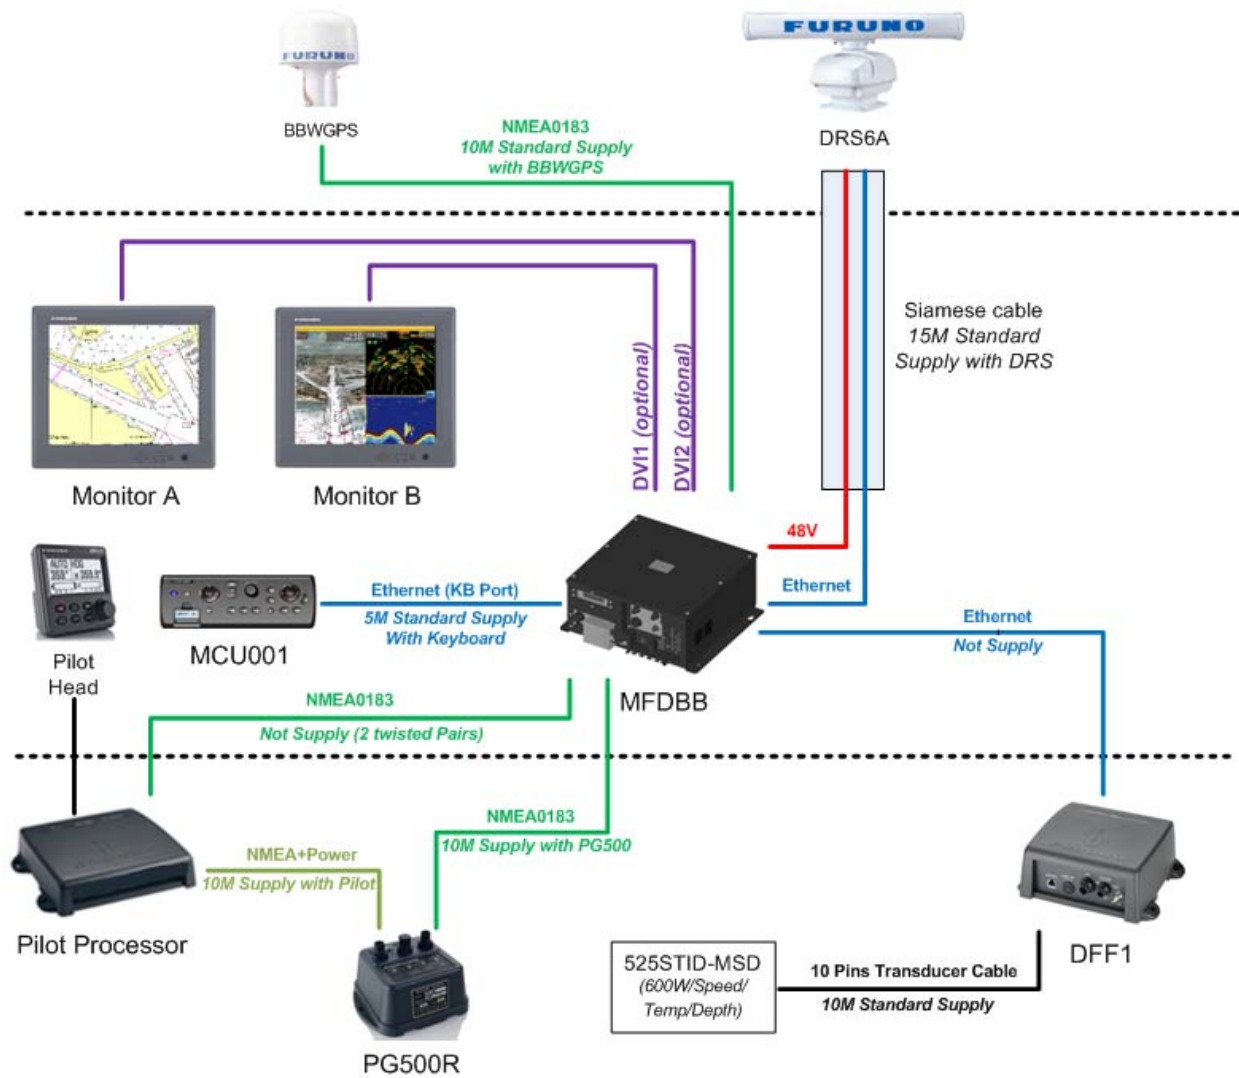 FURUNO
FURUNO
BBWGPS
NMEA0183
10M Standard Supply
with BBWGPS
DRS6A
Siamese cable
15M Standard
Supply with DRS
DVI1 (optional)
DVI2 (optional)
Monitor A
Monitor B
48V
Ethernet
Ethernet (KB Port)
5M Standard Supply
With Keyboard
Ethernet
Not Supply
AUTO HDG
Pilot
Head
MCU001
MFDBB
NMEA0183
Not Supply (2 twisted Pairs)
NMEA0183
10M Supply with PG500
NMEA+Power
10M Supply with Pilot
Pilot Processor
PG500R
525STID-MSD
(600W/Speed/
Temp/Depth)
10 Pins Transducer Cable
10M Standard Supply
DFF1